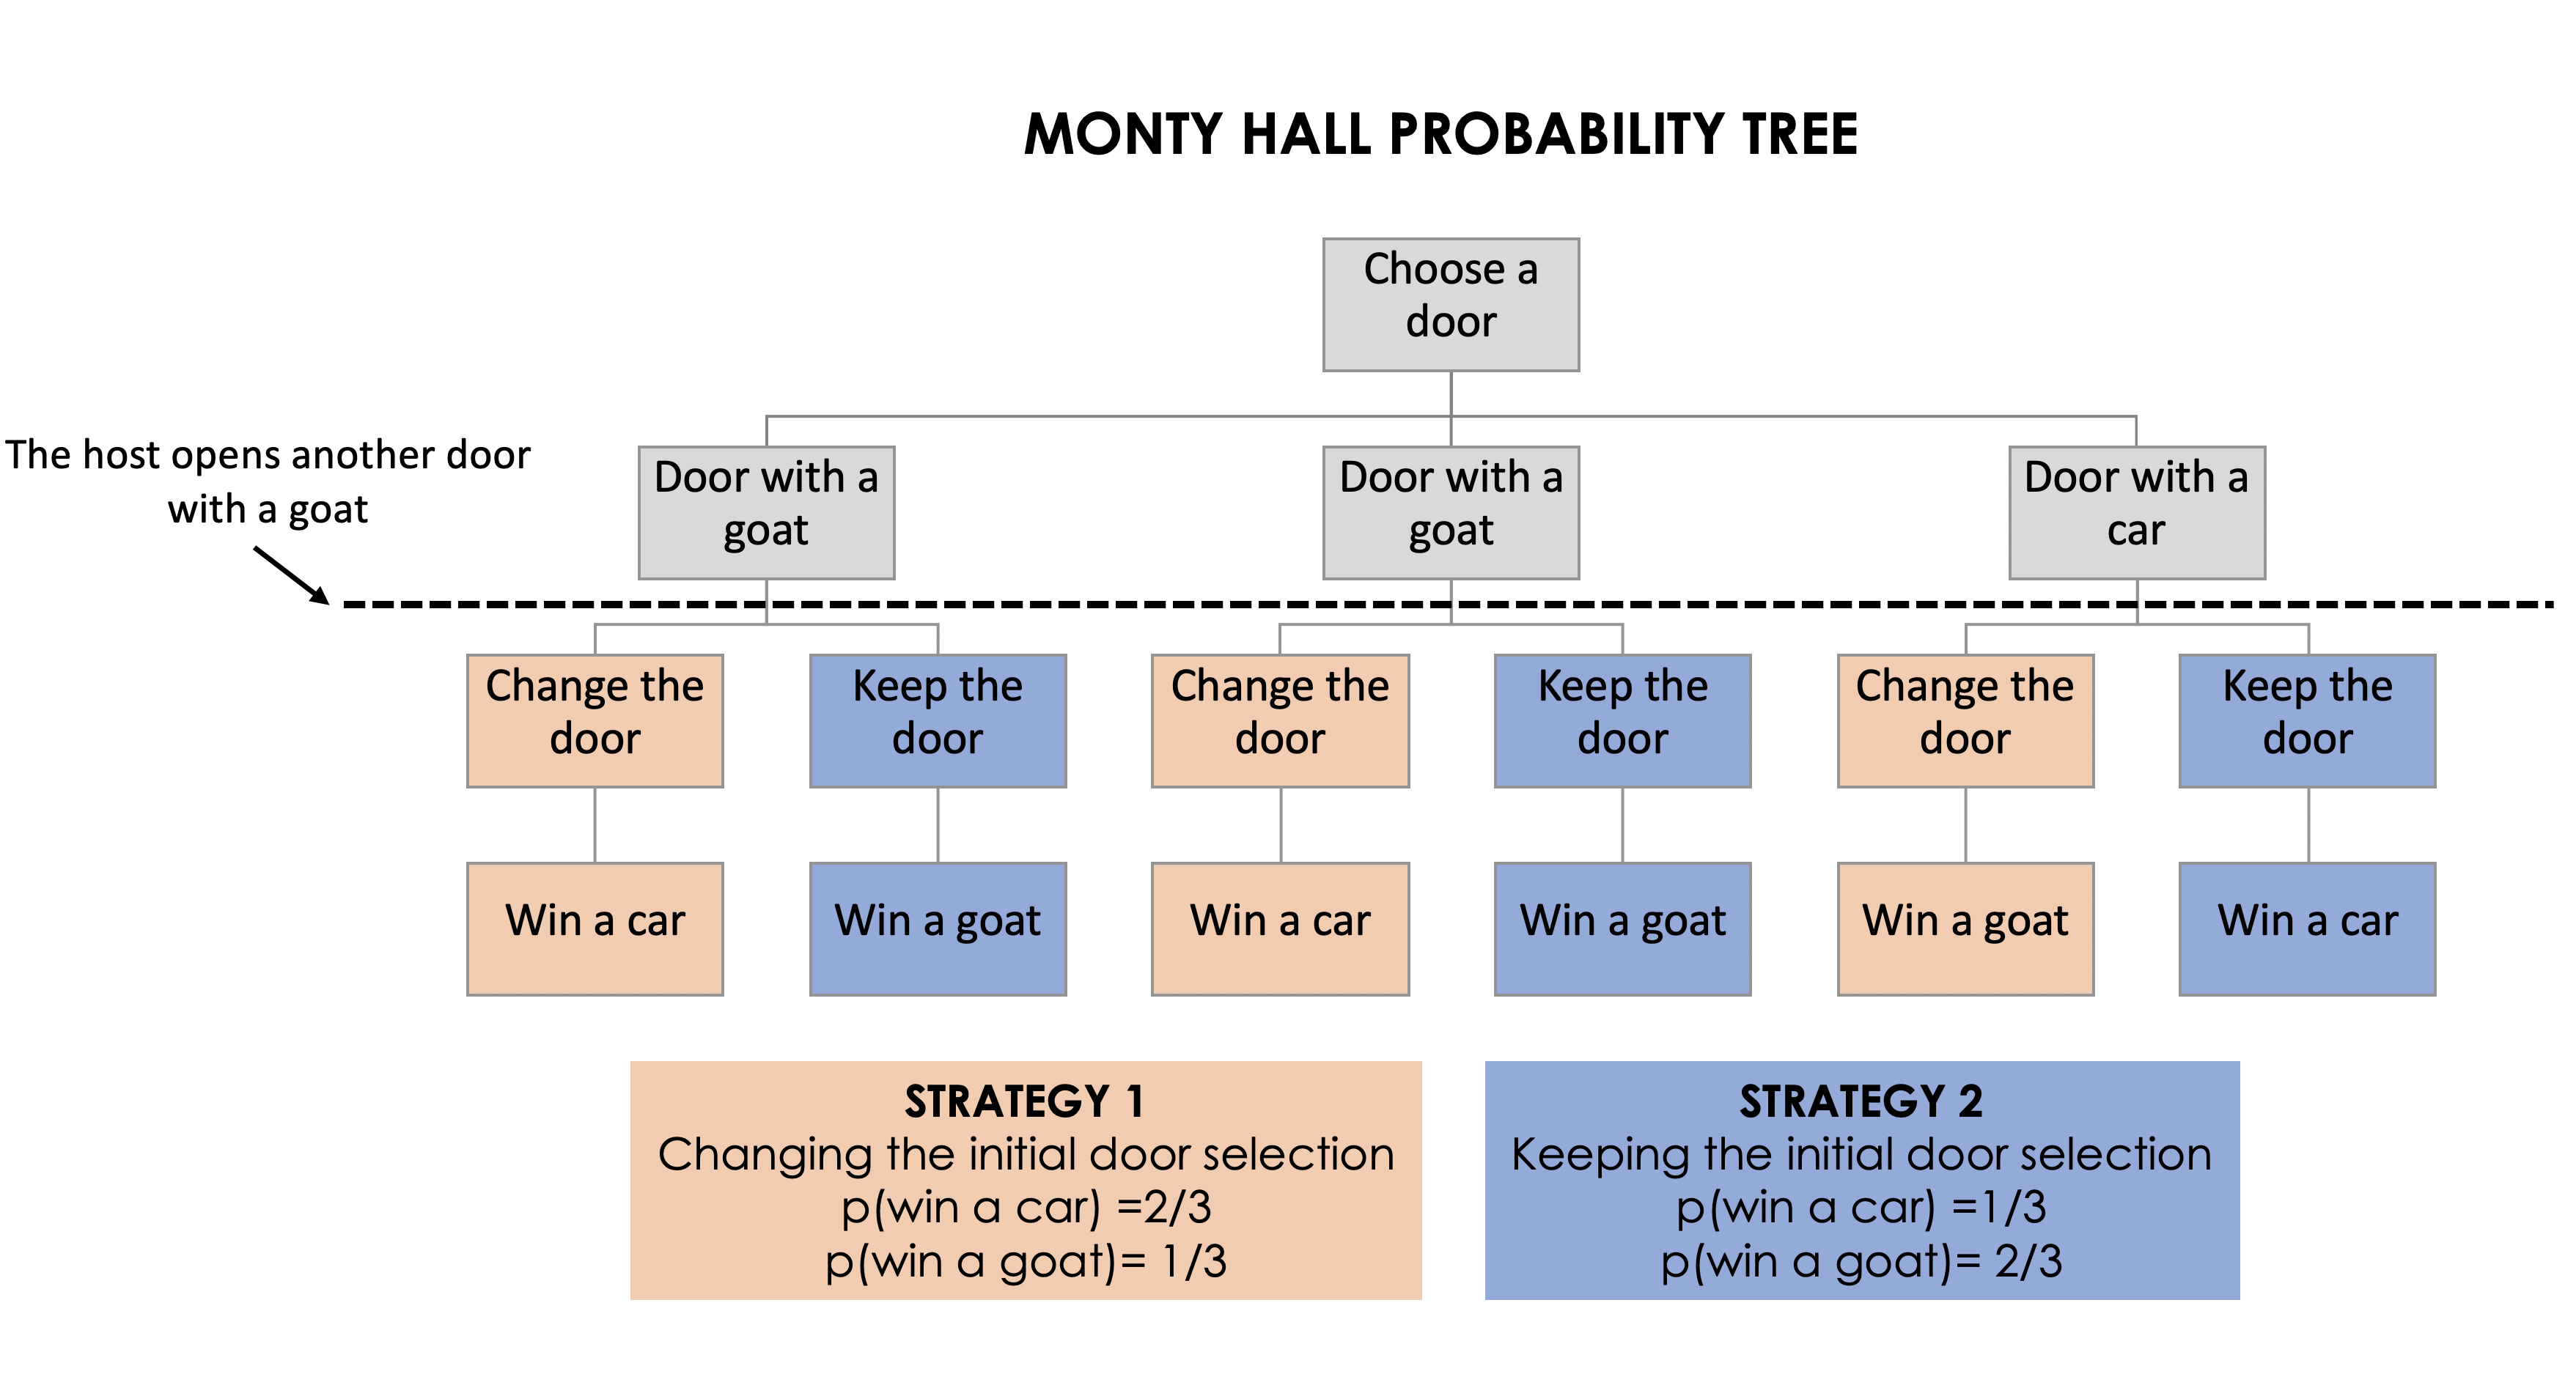 MONTY HALL PROBABILITY TREE
Choose a
door
The host opens another door
with a goat
Door with a
goat
Door with a
goat
Door with a
car
Change the
door
Keep the
door
Change the
door
Keep the
door
Change the
door
Keep the
door
Win a car
Win a goat
Win a car
Win a goat
Win a goat
Win a car
STRATEGY 1
Changing the initial door selection
p(win a car) =2/3
p(win a goat)= 1/3
STRATEGY 2
Keeping the initial door selection
p(win a car) =1/3
p(win a goat)= 2/3